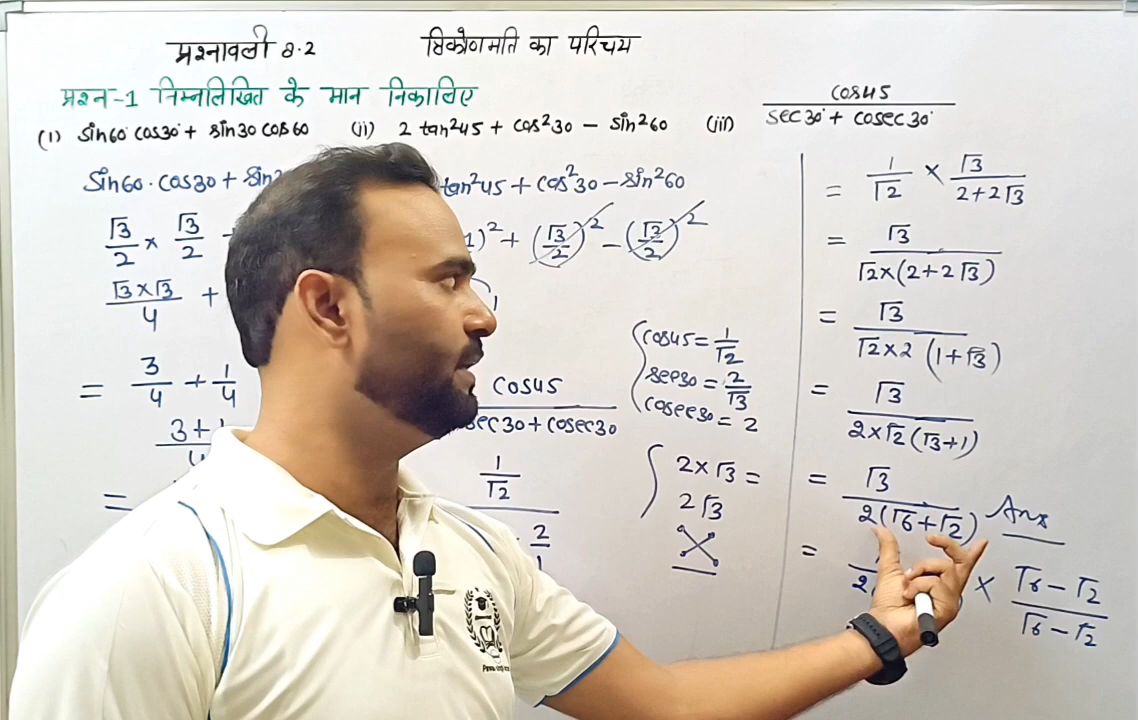 प्रश्नावली 8.2 त्रिकोणमति का परिचय
प्रश्न-1 निम्नलिखित के मान निकालिए
(i) sin60 cos30 + sin30 cos60 (ii) 2 tan²45 + cos²30 − sin²60 (iii) cos45 / sec30° + cosec30°
sin60·cos30 + sin
√3/2 × √3/2
√3×√3/4 +
= 3/4 + 1/4
3+
=
tan²45 + cos²30 − sin²60
1)² + (√3/2)² − (√3/2)²
cos45 / sec30 + cosec30
1/√2
2
cos45 = 1/√2
sec30 = 2/√3
cosec30 = 2
2×√3 =
2√3
= 1/√2 × √3/2+2√3
= √3/√2×(2+2√3)
= √3/√2×2 (1+√3)
= √3/2×√2(√3+1)
= √3/2(√6+√2) Ans
= × √6−√2/√6−√2